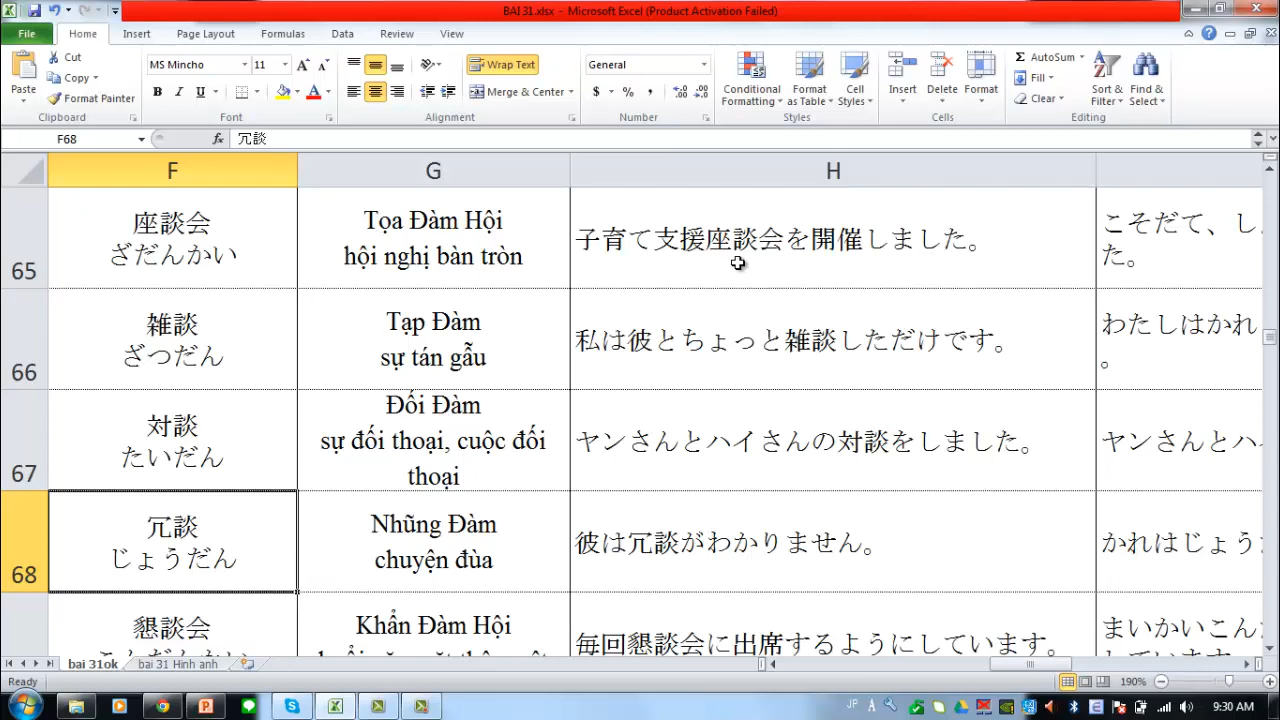 BAI 31.xlsx - Microsoft Excel (Product Activation Failed)
File Home Insert Page Layout Formulas Data Review View
Cut
Copy
Format Painter
Paste
Clipboard
MS Mincho 11
B I U
Font
Wrap Text
Merge & Center
Alignment
General
$ % ,
Number
Conditional Formatting
Format as Table
Cell Styles
Styles
Insert Delete Format
Cells
AutoSum
Fill
Clear
Sort & Filter
Find & Select
Editing
F68 fx 冗談
F G H
65
座談会
ざだんかい
Tọa Đàm Hội
hội nghị bàn tròn
子育て支援座談会を開催しました。
こそだて、し
た。
66
雑談
ざつだん
Tạp Đàm
sự tán gẫu
私は彼とちょっと雑談しただけです。
わたしはかれ
。
67
対談
たいだん
Đối Đàm
sự đối thoại, cuộc đối
thoại
ヤンさんとハイさんの対談をしました。
ヤンさんとハ
68
冗談
じょうだん
Nhũng Đàm
chuyện đùa
彼は冗談がわかりません。
かれはじょう
懇談会
Khẩn Đàm Hội
毎回懇談会に出席するようにしています。
まいかいこん
bai 31ok bai 31 Hinh anh
Ready
190%
JP
9:30 AM